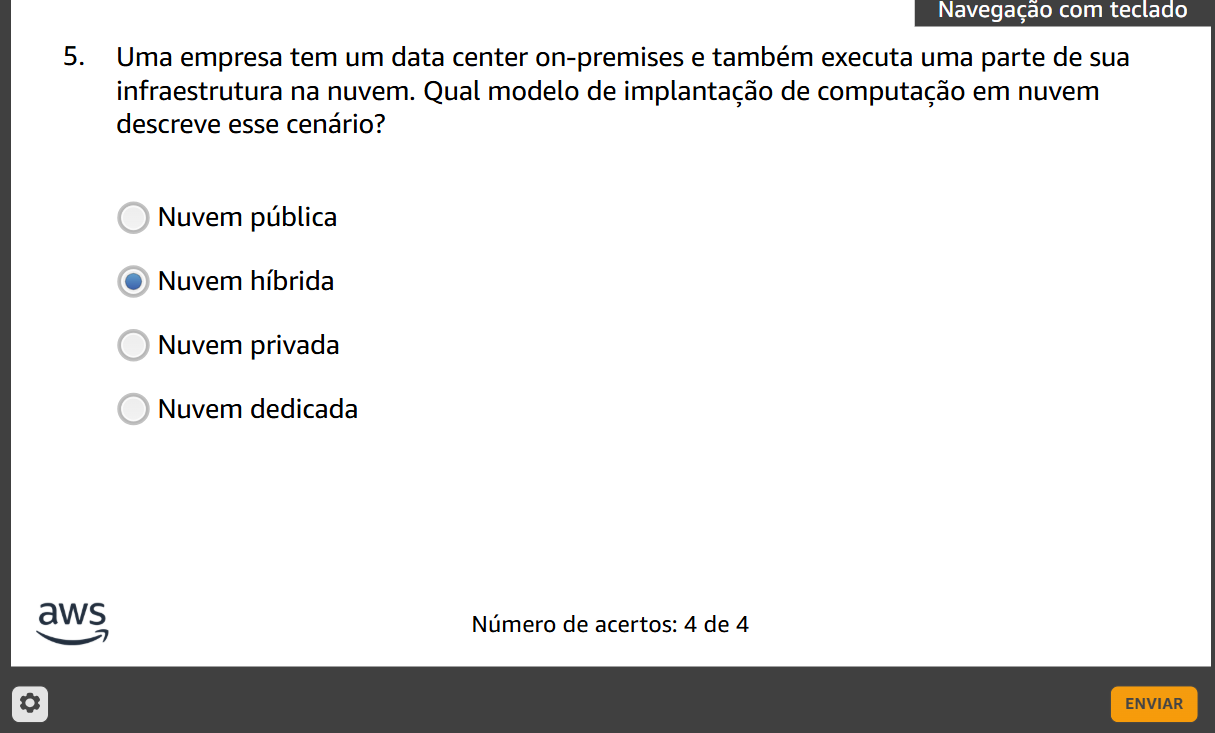 Navegação com teclado
5. Uma empresa tem um data center on-premises e também executa uma parte de sua
infraestrutura na nuvem. Qual modelo de implantação de computação em nuvem
descreve esse cenário?
Nuvem pública
Nuvem híbrida
Nuvem privada
Nuvem dedicada
aws
Número de acertos: 4 de 4
ENVIAR